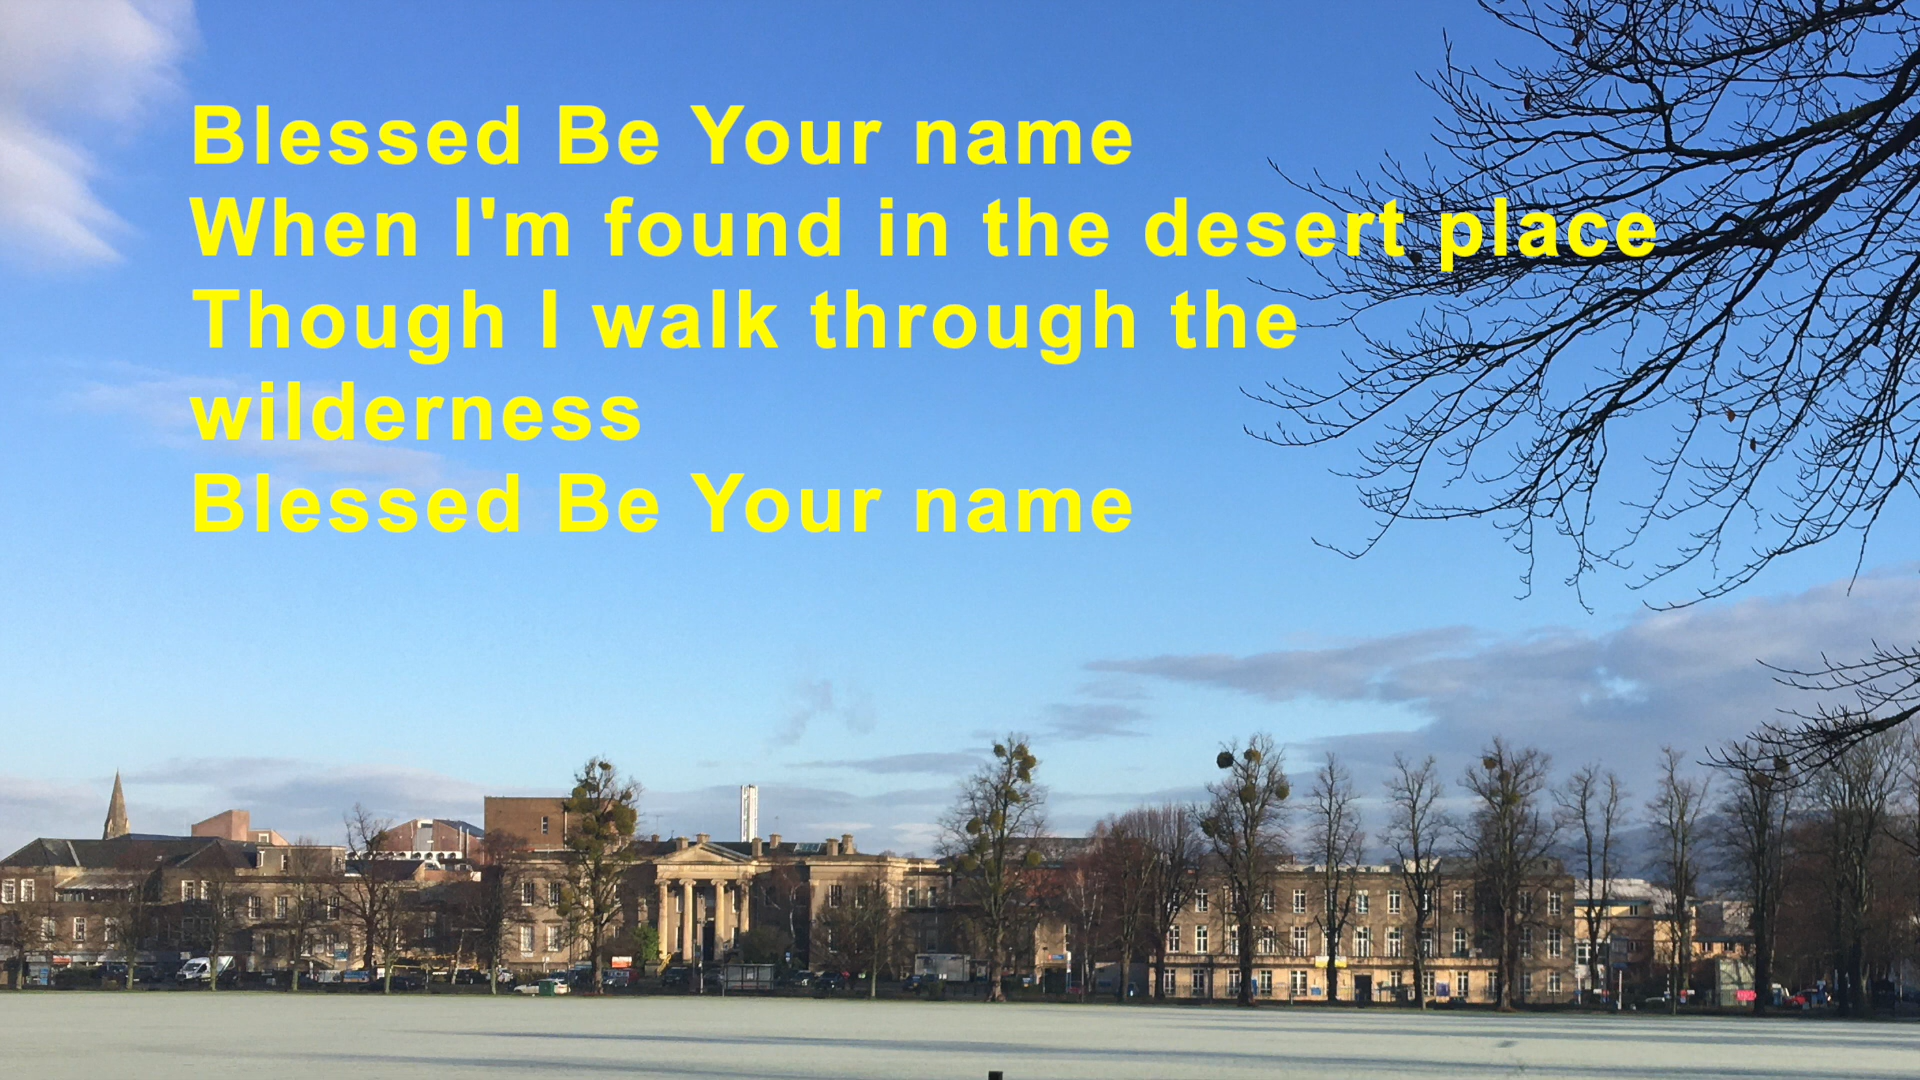 Blessed Be Your name
When I'm found in the desert place
Though I walk through the
wilderness
Blessed Be Your name